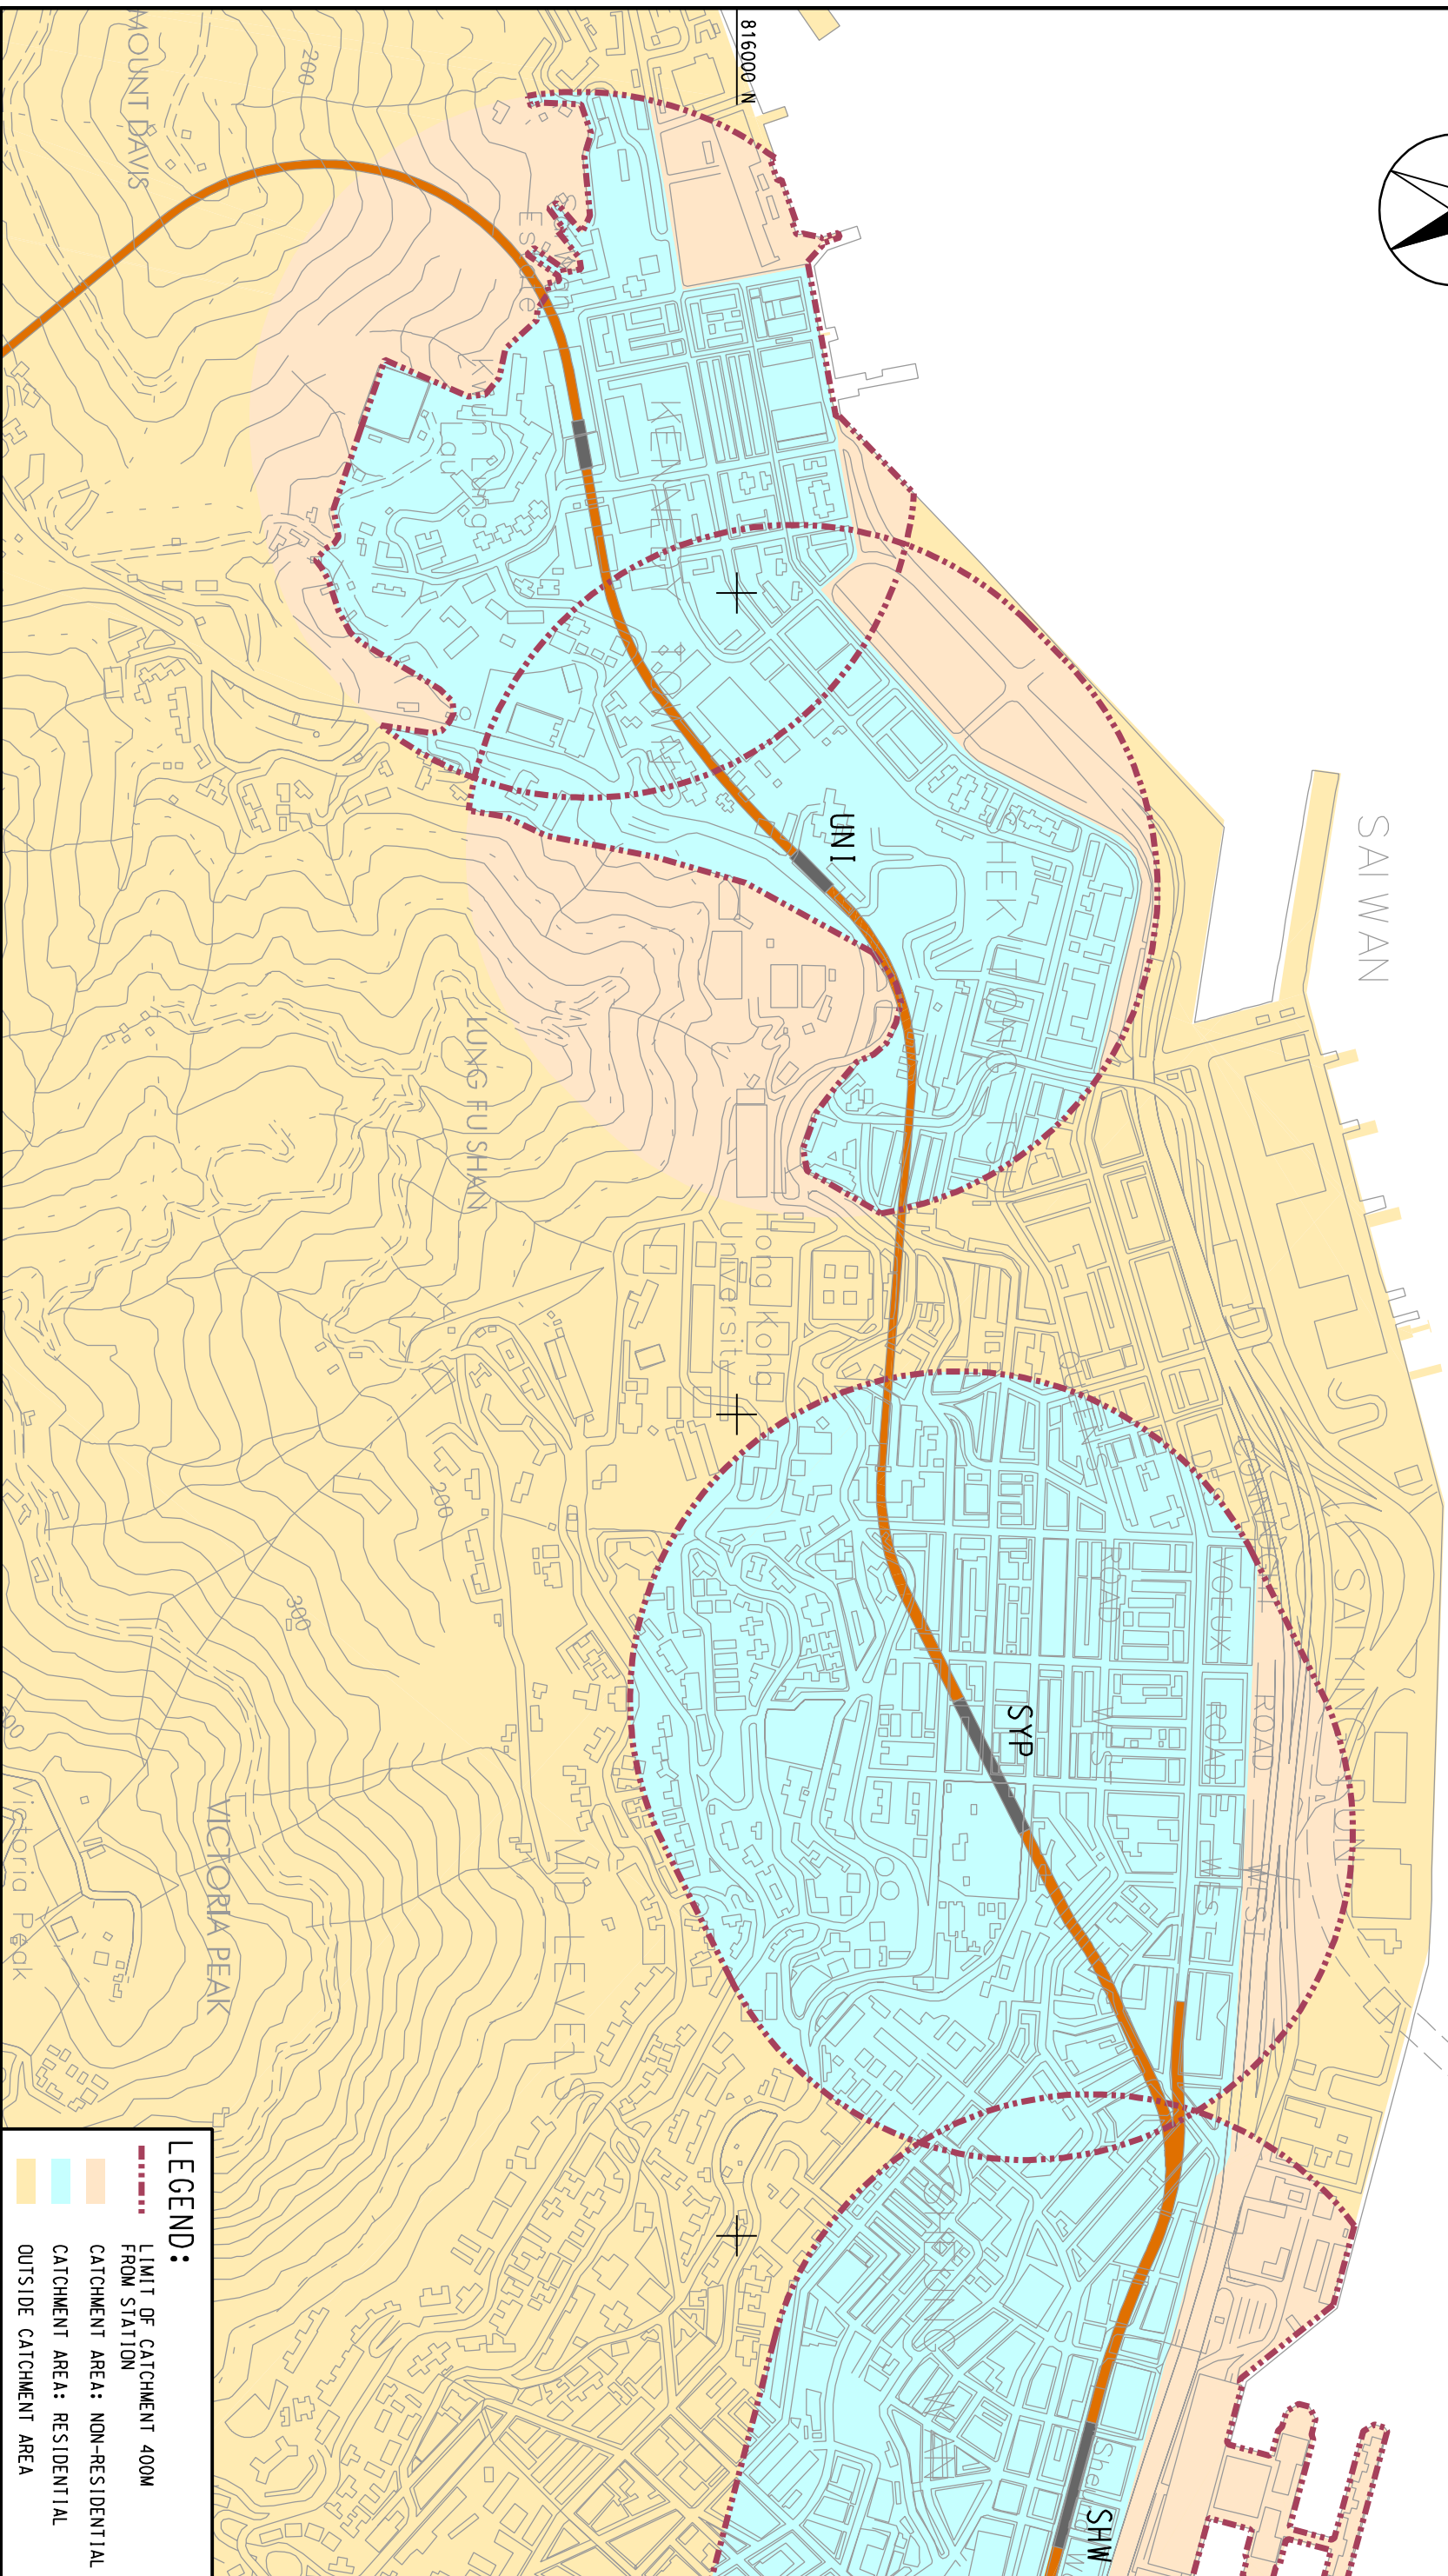 816000 N
SAI WAN
MOUNT DAVIS
200
Kwun Lung
KENNEDY
TOWN
UNI
SHEK TONG TSUI
LUNG FU SHAN
Hong Kong
University
QUEENS
ROAD
WEST
CONNAUGHT
ROAD
WEST
VOEUX
ROAD
WEST
SAI YING PUN
SYP
200
300
MID LEVELS
VICTORIA PEAK
Victoria Peak
SHEUNG WAN
SHW
LEGEND:
LIMIT OF CATCHMENT 400M
FROM STATION
CATCHMENT AREA: NON-RESIDENTIAL
CATCHMENT AREA: RESIDENTIAL
OUTSIDE CATCHMENT AREA